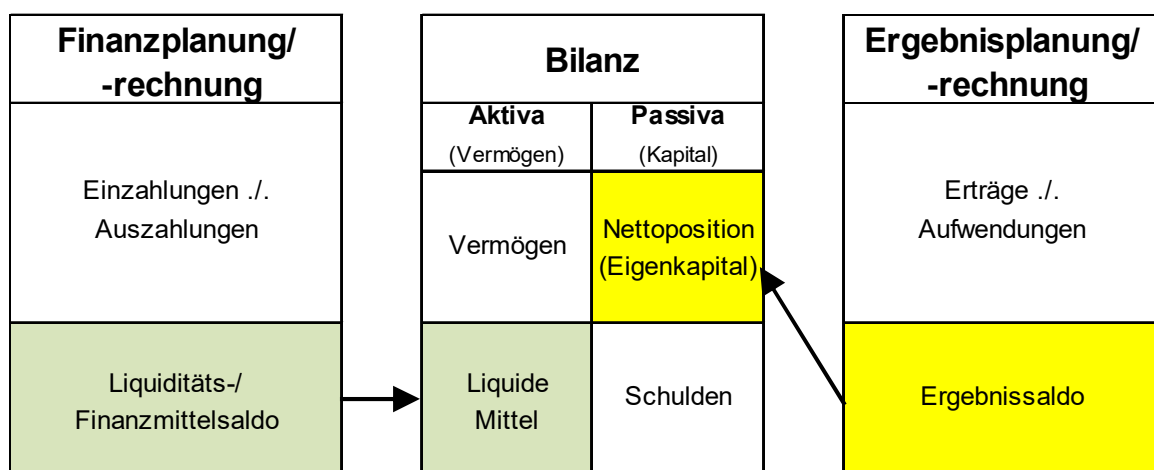 Finanzplanung/
-rechnung
Einzahlungen ./.
Auszahlungen
Liquiditäts-/
Finanzmittelsaldo
Bilanz
Aktiva
(Vermögen)
Passiva
(Kapital)
Vermögen
Nettoposition
(Eigenkapital)
Liquide
Mittel
Schulden
Ergebnisplanung/
-rechnung
Erträge ./.
Aufwendungen
Ergebnissaldo